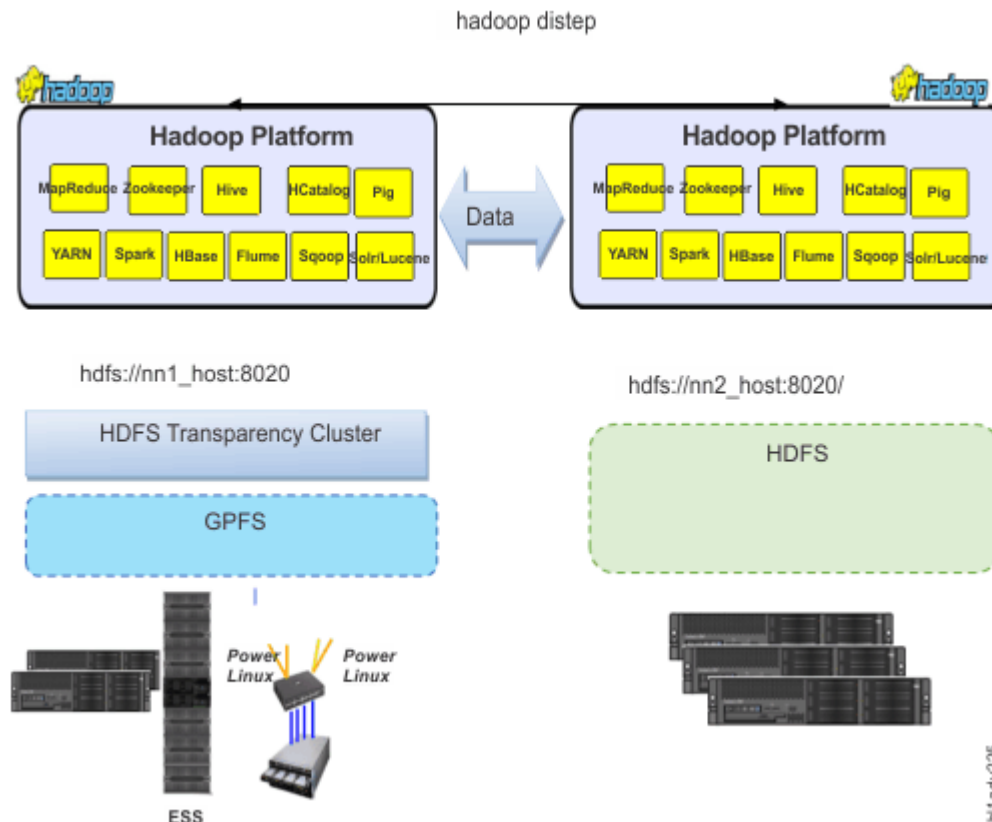 hadoop distep
hadoop
hadoop
Hadoop Platform
MapReduce
Zookeeper
Hive
HCatalog
Pig
YARN
Spark
HBase
Flume
Sqoop
Solr/Lucene
Data
Hadoop Platform
MapReduce
Zookeeper
Hive
HCatalog
Pig
YARN
Spark
HBase
Flume
Sqoop
Solr/Lucene
hdfs://nn1_host:8020
hdfs://nn2_host:8020/
HDFS Transparency Cluster
HDFS
GPFS
Power
Linux
Power
Linux
ESS